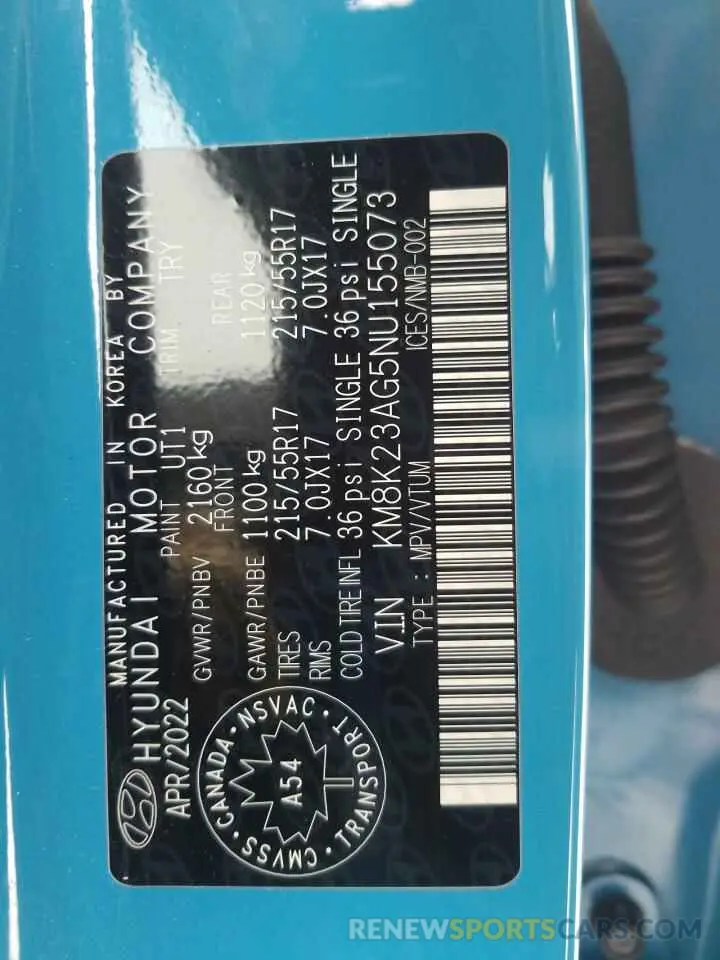 MANUFACTURED IN KOREA BY
HYUNDAI MOTOR COMPANY
APR/2022 PAINT UT1 TRIM TRY
GVWR/PNBV 2160 kg
FRONT REAR
GAWR/PNBE 1100 kg 1120 kg
TIRES 215/55R17 215/55R17
RIMS 7.0JX17 7.0JX17
COLD TIRE INFL 36 psi SINGLE 36 psi SINGLE
V.IN KM8K23AG5NU155073
TYPE : MPV/VTUM ICES/NMB-002
CANADA · NSVAC · TRANSPORT · CMVSS ·
A54
RENEWSPORTSCARS.COM